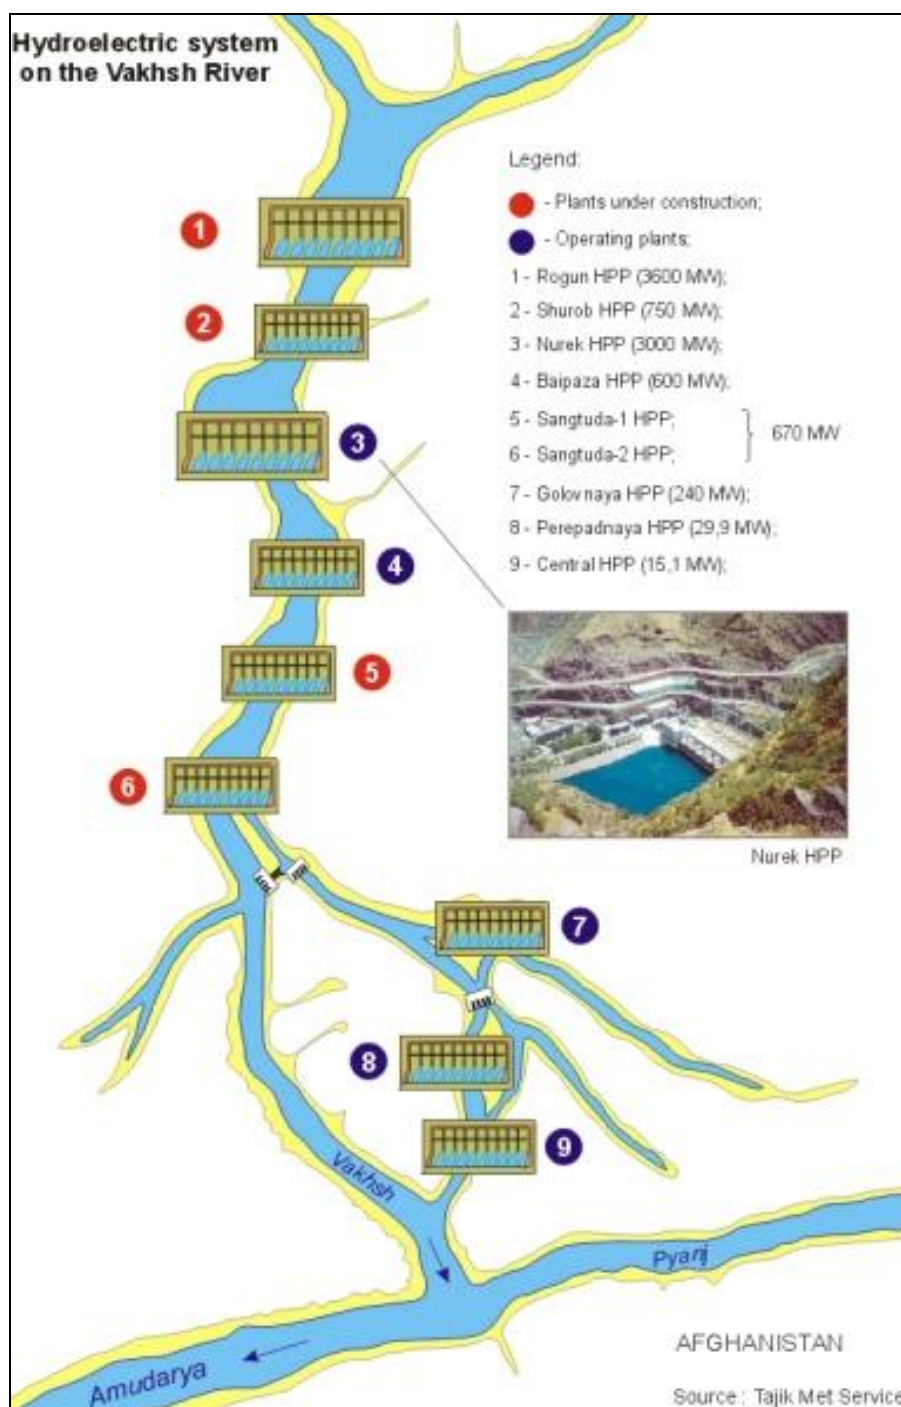 Hydroelectric system
on the Vakhsh River
Legend:
- Plants under construction;
- Operating plants;
1 - Rogun HPP (3600 MW);
2 - Shurob HPP (750 MW);
3 - Nurek HPP (3000 MW);
4 - Baipaza HPP (600 MW);
5 - Sangtuda-1 HPP;
6 - Sangtuda-2 HPP;
670 MW
7 - Golovnaya HPP (240 MW);
8 - Perepadnaya HPP (29,9 MW);
9 - Central HPP (15,1 MW);
1
2
3
4
5
6
Nurek HPP
7
8
9
Vakhsh
Pyanj
Amudarya
AFGHANISTAN
Source : Tajik Met Service